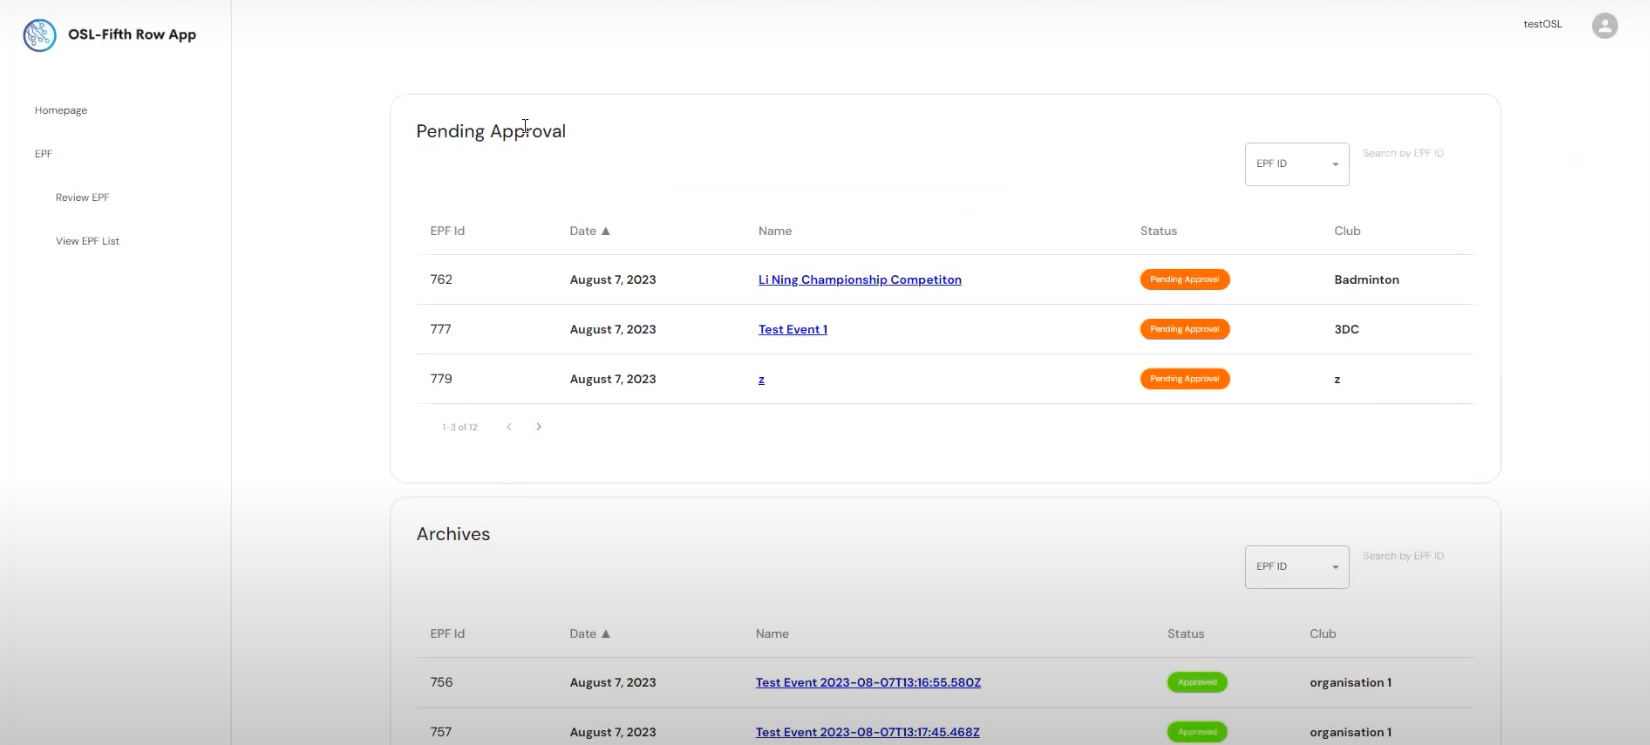 OSL-Fifth Row App
testOSL
Homepage
EPF
Review EPF
View EPF List
Pending Approval
EPF ID
Search by EPF ID
EPF Id Date ▲ Name Status Club
762 August 7, 2023 Li Ning Championship Competiton Pending Approval Badminton
777 August 7, 2023 Test Event 1 Pending Approval 3DC
779 August 7, 2023 z Pending Approval z
1-3 of 12 < >
Archives
EPF ID
Search by EPF ID
EPF Id Date ▲ Name Status Club
756 August 7, 2023 Test Event 2023-08-07T13:16:55.580Z Approved organisation 1
757 August 7, 2023 Test Event 2023-08-07T13:17:45.468Z Approved organisation 1